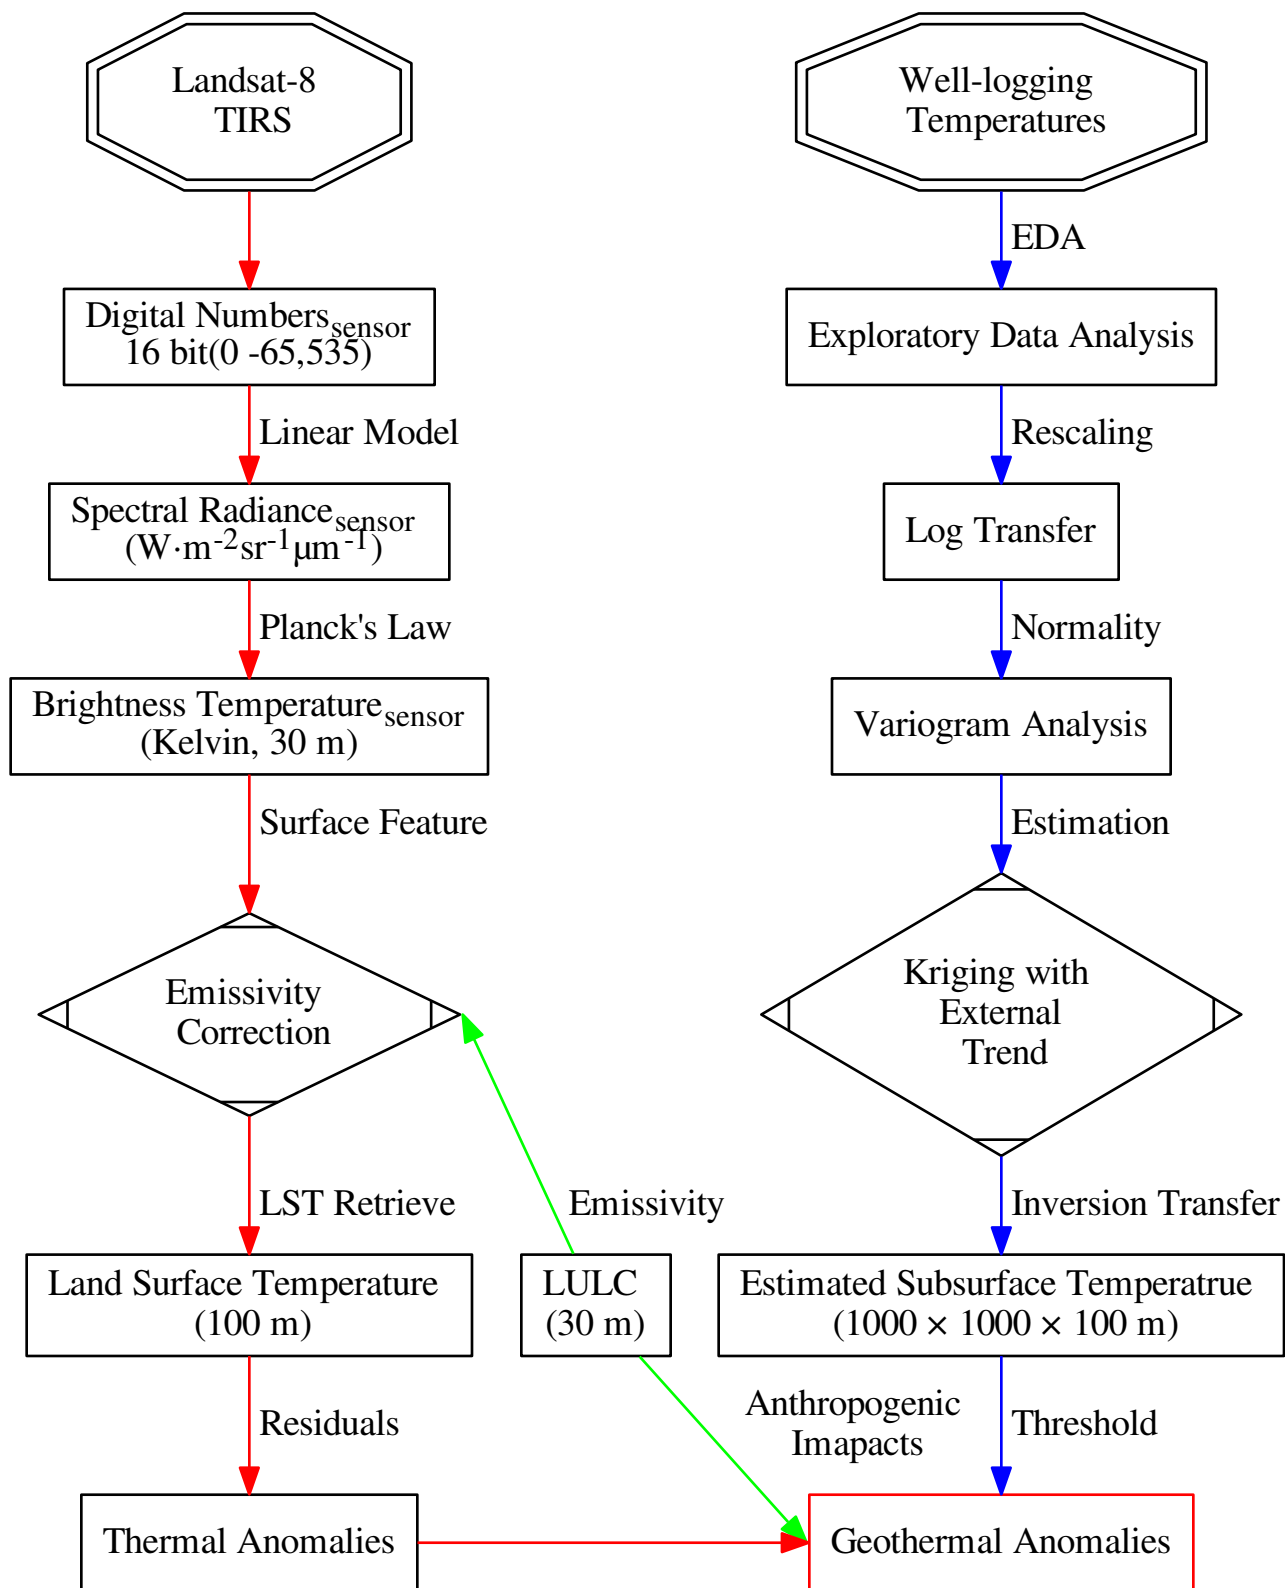 Landsat-8
TIRS
Digital Numberssensor
16 bit(0 -65,535)
Linear Model
Spectral Radiancesensor
(W·m-2sr-1μm-1)
Planck's Law
Brightness Temperaturesensor
(Kelvin, 30 m)
Surface Feature
Emissivity
Correction
LST Retrieve
Land Surface Temperature
(100 m)
Residuals
Thermal Anomalies
Emissivity
LULC
(30 m)
Anthropogenic
Imapacts
Well-logging
Temperatures
EDA
Exploratory Data Analysis
Rescaling
Log Transfer
Normality
Variogram Analysis
Estimation
Kriging with
External
Trend
Inversion Transfer
Estimated Subsurface Temperatrue
(1000 × 1000 × 100 m)
Threshold
Geothermal Anomalies